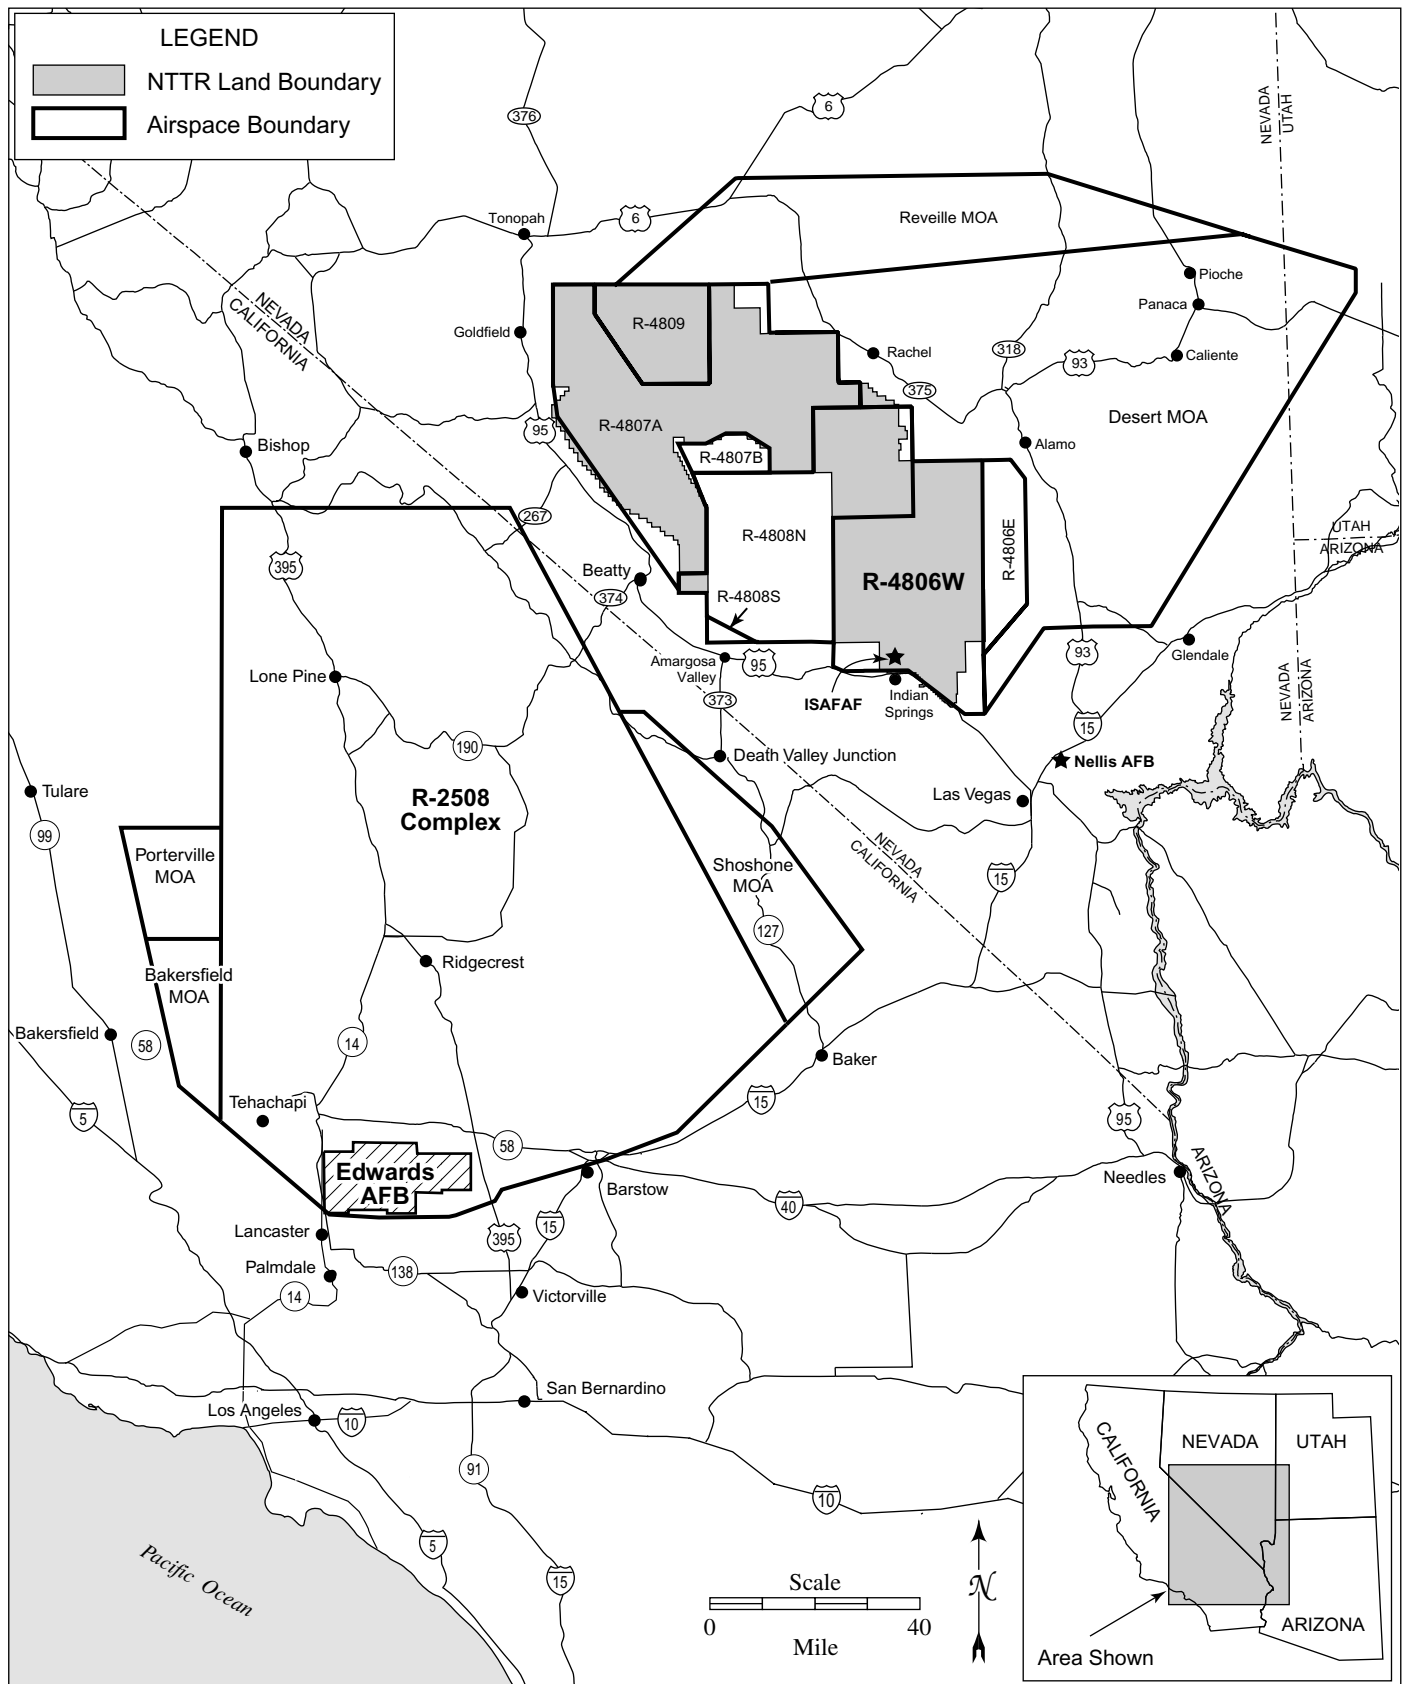 LEGEND
NTTR Land Boundary
Airspace Boundary
376
6
NEVADA
UTAH
Tonopah
6
Reveille MOA
Pioche
Panaca
NEVADA
CALIFORNIA
Goldfield
R-4809
Rachel
318
93
Caliente
375
Desert MOA
95
R-4807A
Bishop
R-4807B
Alamo
267
R-4808N
R-4806E
UTAH
ARIZONA
395
Beatty
374
R-4808S
R-4806W
Amargosa
Valley
95
93
Glendale
Lone Pine
373
ISAFAF
Indian
Springs
NEVADA
ARIZONA
15
190
Death Valley Junction
Nellis AFB
Tulare
R-2508
Complex
Las Vegas
99
Porterville
MOA
Shoshone
MOA
NEVADA
CALIFORNIA
15
127
Bakersfield
MOA
Ridgecrest
Bakersfield
58
14
Baker
Tehachapi
15
5
95
58
Edwards
AFB
Barstow
Needles
ARIZONA
40
Lancaster
395
15
Palmdale
138
14
Victorville
San Bernardino
Los Angeles
10
91
10
5
15
Pacific Ocean
Scale
0
40
Mile
N
CALIFORNIA
NEVADA
UTAH
ARIZONA
Area Shown